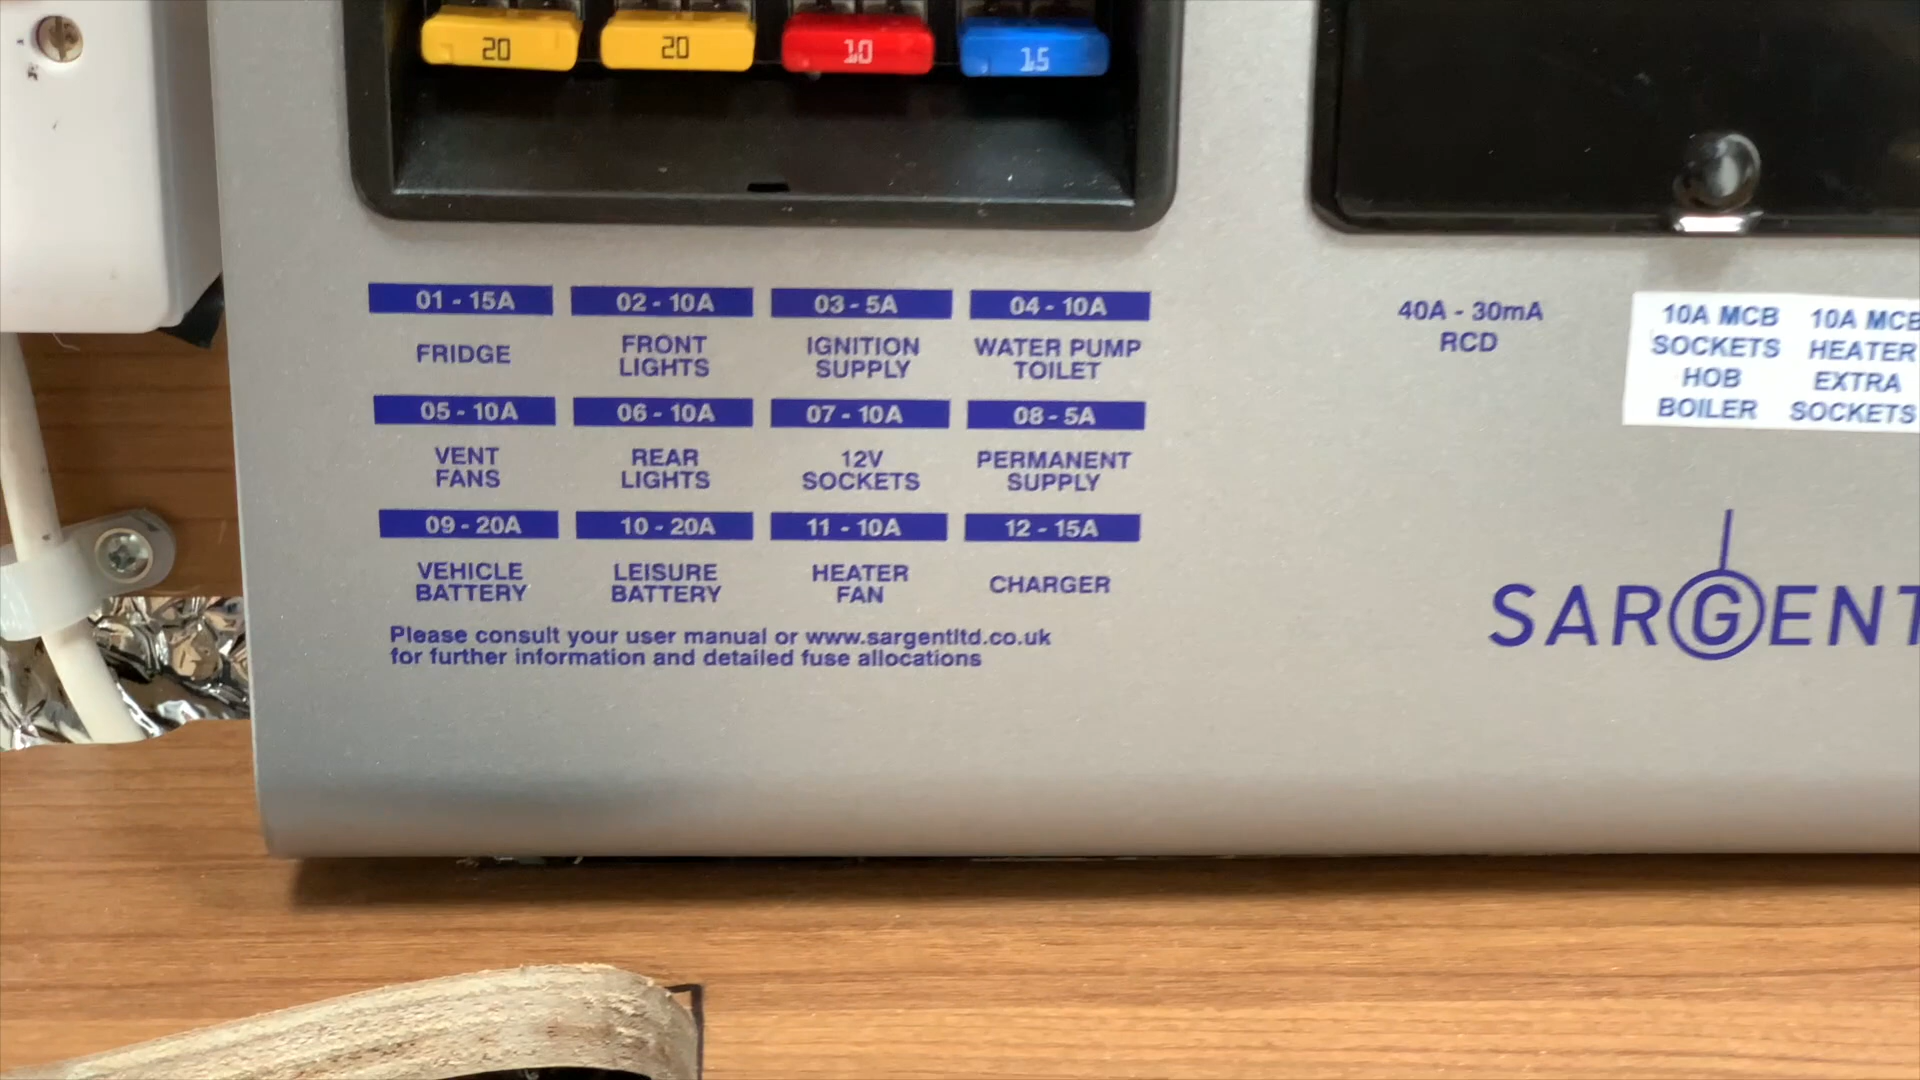 20 20 10 15
01 - 15A 02 - 10A 03 - 5A 04 - 10A
FRIDGE
FRONT
LIGHTS
IGNITION
SUPPLY
WATER PUMP
TOILET
05 - 10A 06 - 10A 07 - 10A 08 - 5A
VENT
FANS
REAR
LIGHTS
12V
SOCKETS
PERMANENT
SUPPLY
09 - 20A 10 - 20A 11 - 10A 12 - 15A
VEHICLE
BATTERY
LEISURE
BATTERY
HEATER
FAN
CHARGER
Please consult your user manual or www.sargentltd.co.uk
for further information and detailed fuse allocations
40A - 30mA
RCD
10A MCB
SOCKETS
HOB
BOILER
10A MCB
HEATER
EXTRA
SOCKETS
SARGENT